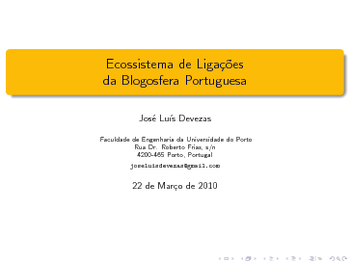 Ecossistema de Ligações
da Blogosfera Portuguesa
José Luís Devezas
Faculdade de Engenharia da Universidade do Porto
Rua Dr. Roberto Frias, s/n
4200-465 Porto, Portugal
joseluisdevezas@gmail.com
22 de Março de 2010